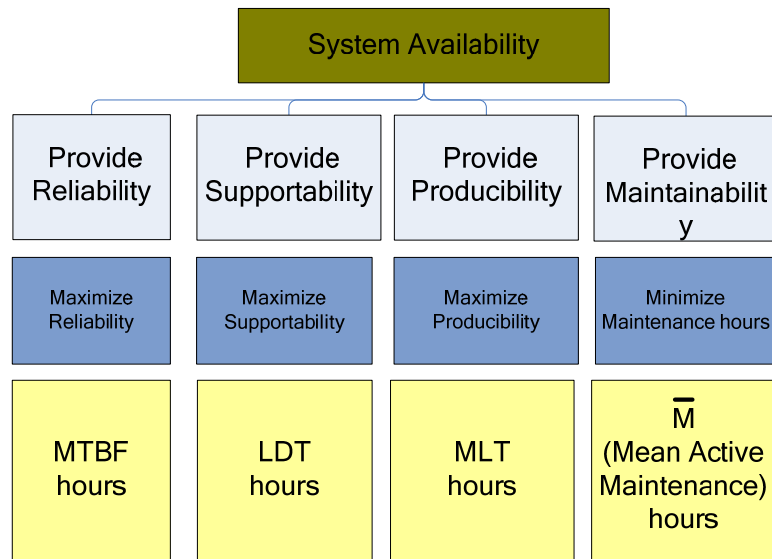 System Availability
Provide
Reliability
Provide
Supportability
Provide
Producibility
Provide
Maintainabilit
y
Maximize
Reliability
Maximize
Supportability
Maximize
Producibility
Minimize
Maintenance hours
MTBF
hours
LDT
hours
MLT
hours
M̅
(Mean Active
Maintenance)
hours